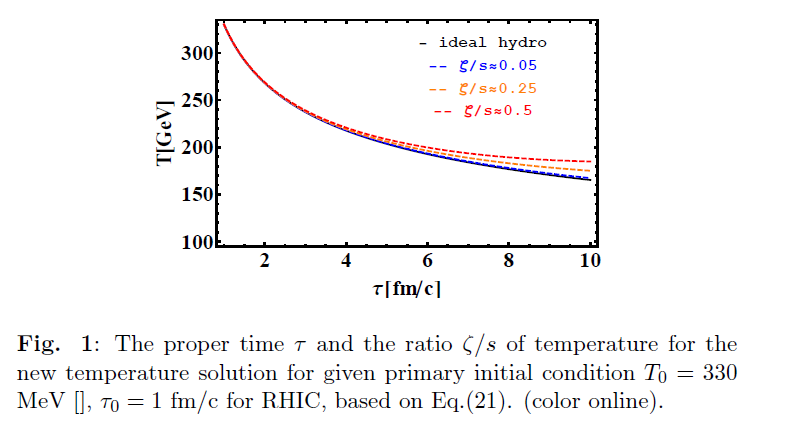 300
250
200
150
100
T[GeV]
– ideal hydro
-- ζ/s≈0.05
-- ζ/s≈0.25
-- ζ/s≈0.5
2 4 6 8 10
τ[fm/c]
Fig. 1: The proper time τ and the ratio ζ/s of temperature for the
new temperature solution for given primary initial condition T₀ = 330
MeV [], τ₀ = 1 fm/c for RHIC, based on Eq.(21). (color online).